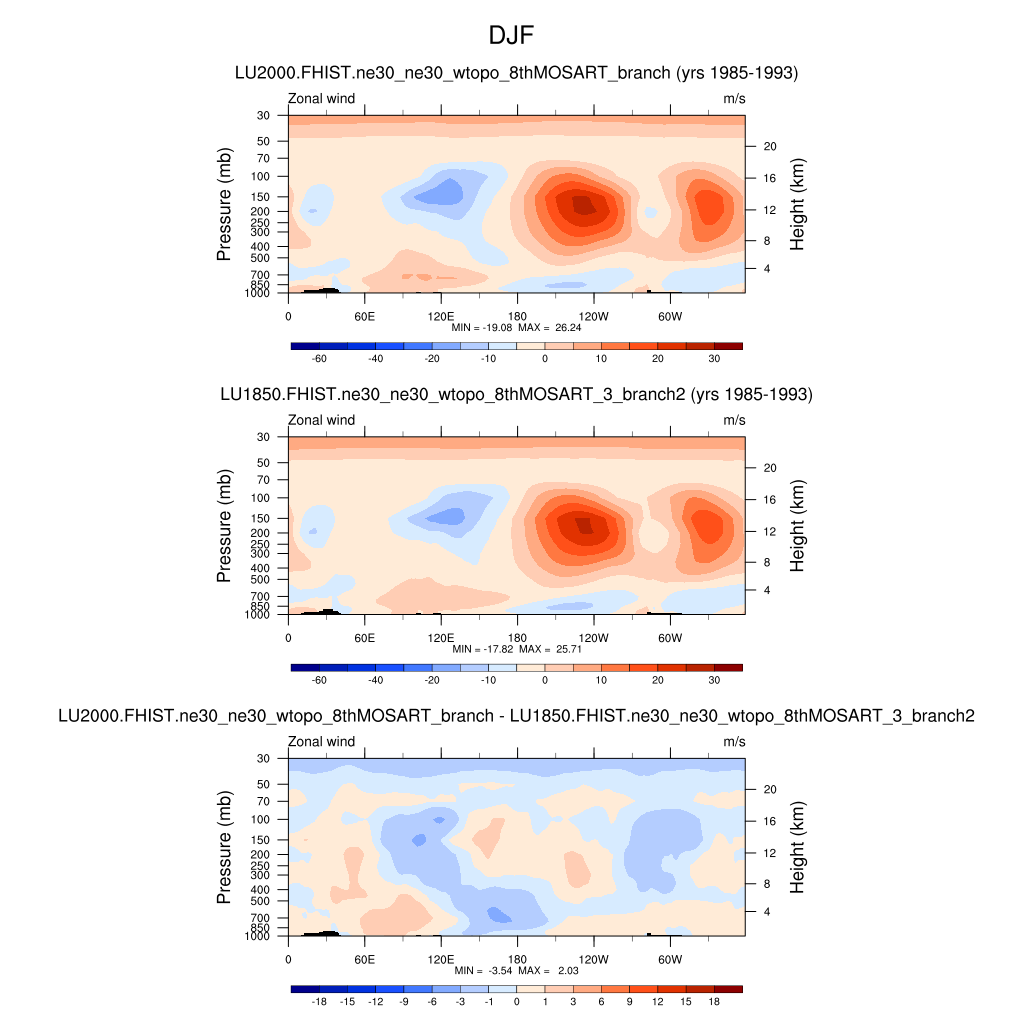 DJF
LU2000.FHIST.ne30_ne30_wtopo_8thMOSART_branch (yrs 1985-1993)
Zonal wind m/s
30
50
70
100
150
200
250
300
400
500
700
850
1000
Pressure (mb)
20
16
12
8
4
Height (km)
0 60E 120E 180 120W 60W
MIN = -19.08 MAX = 26.24
-60 -40 -20 -10 0 10 20 30
LU1850.FHIST.ne30_ne30_wtopo_8thMOSART_3_branch2 (yrs 1985-1993)
Zonal wind m/s
30
50
70
100
150
200
250
300
400
500
700
850
1000
Pressure (mb)
20
16
12
8
4
Height (km)
0 60E 120E 180 120W 60W
MIN = -17.82 MAX = 25.71
-60 -40 -20 -10 0 10 20 30
LU2000.FHIST.ne30_ne30_wtopo_8thMOSART_branch - LU1850.FHIST.ne30_ne30_wtopo_8thMOSART_3_branch2
Zonal wind m/s
30
50
70
100
150
200
250
300
400
500
700
850
1000
Pressure (mb)
20
16
12
8
4
Height (km)
0 60E 120E 180 120W 60W
MIN = -3.54 MAX = 2.03
-18 -15 -12 -9 -6 -3 -1 0 1 3 6 9 12 15 18